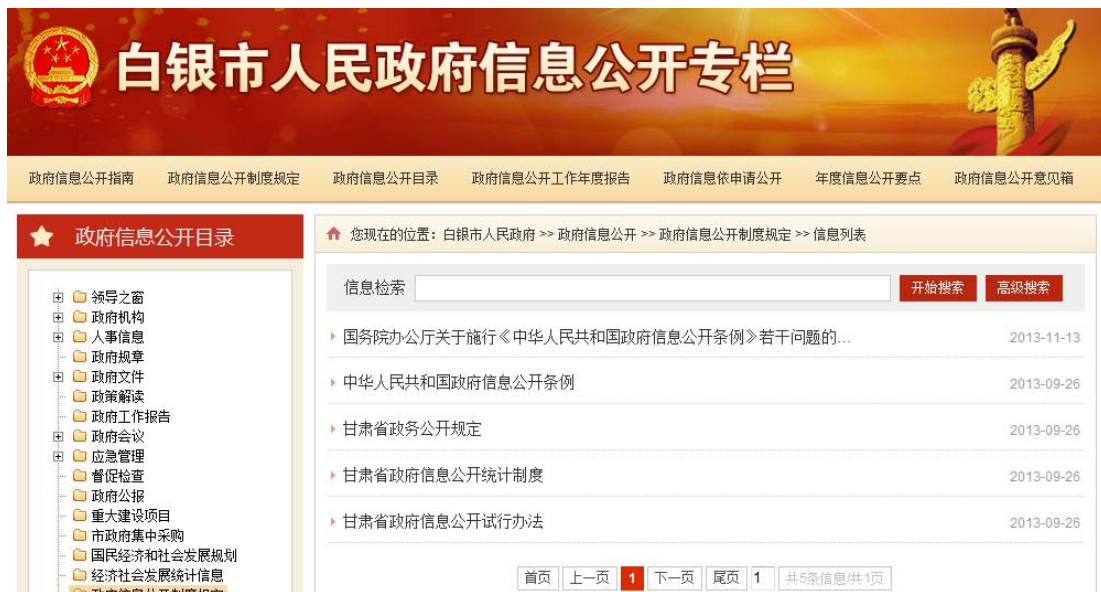 白银市人民政府信息公开专栏
政府信息公开指南 政府信息公开制度规定 政府信息公开目录 政府信息公开工作年度报告 政府信息依申请公开 年度信息公开要点 政府信息公开意见箱
政府信息公开目录
领导之窗
政府机构
人事信息
政府规章
政府文件
政策解读
政府工作报告
政府会议
应急管理
督促检查
政府公报
重大建设项目
市政府集中采购
国民经济和社会发展规划
经济社会发展统计信息
政府信息公开制度规定
您现在的位置：白银市人民政府 >> 政府信息公开 >> 政府信息公开制度规定 >> 信息列表
信息检索 开始搜索 高级搜索
国务院办公厅关于施行《中华人民共和国政府信息公开条例》若干问题的... 2013-11-13
中华人民共和国政府信息公开条例 2013-09-26
甘肃省政务公开规定 2013-09-26
甘肃省政府信息公开统计制度 2013-09-26
甘肃省政府信息公开试行办法 2013-09-26
首页 上一页 1 下一页 尾页 1 共5条信息/共1页